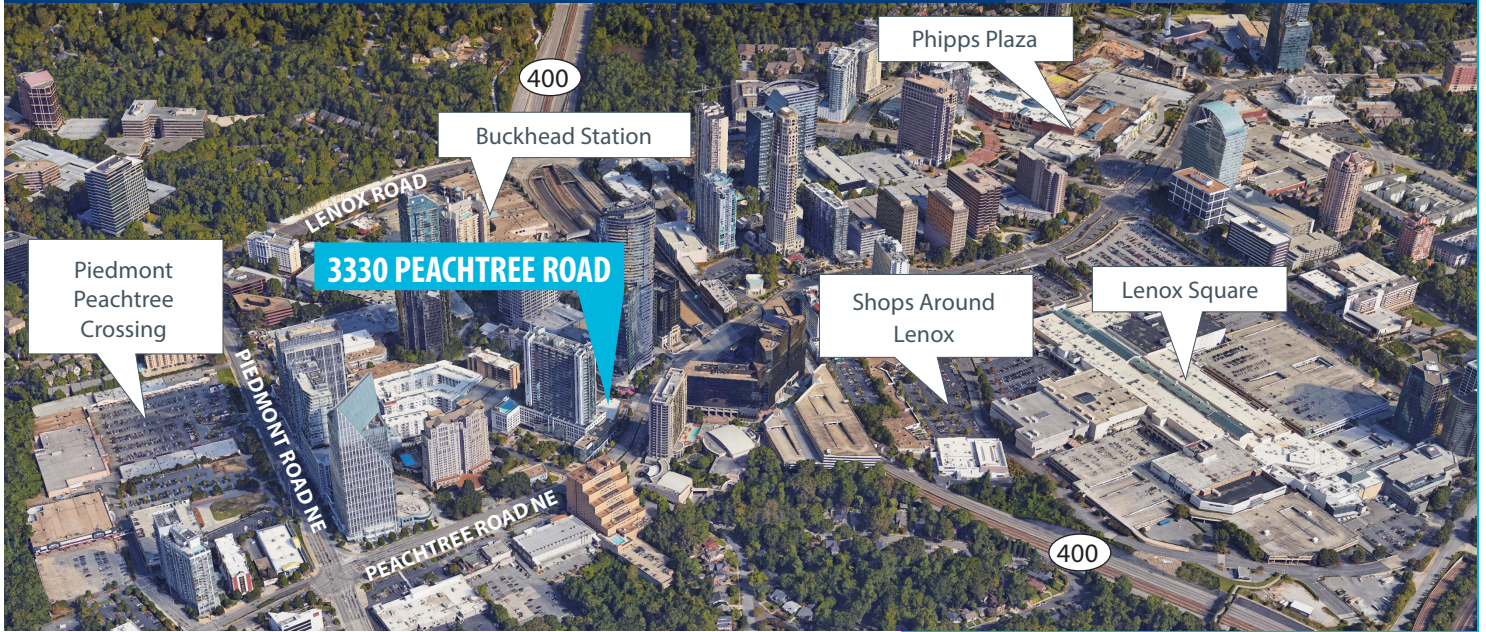 Phipps Plaza
400
Buckhead Station
LENOX ROAD
3330 PEACHTREE ROAD
Piedmont
Peachtree
Crossing
Shops Around
Lenox
Lenox Square
PIEDMONT ROAD NE
PEACHTREE ROAD NE
400